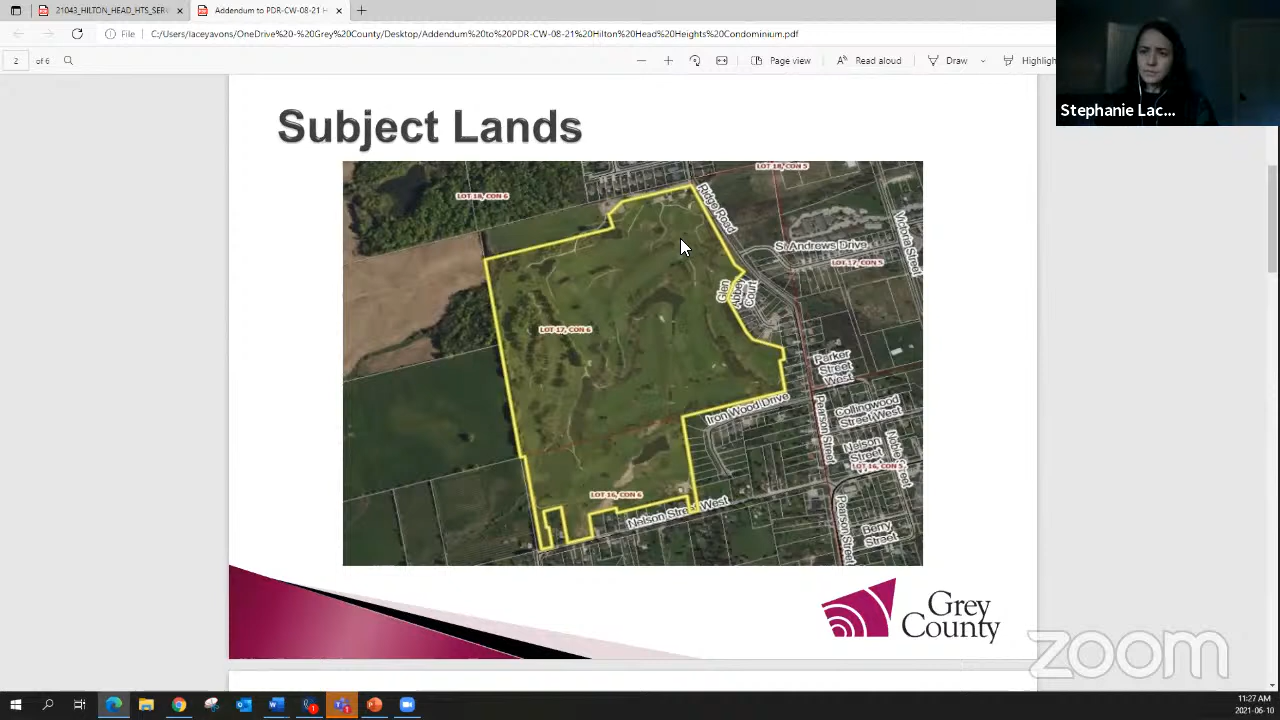 21043_HILTON_HEAD_HTS_SER
Addendum to PDR-CW-08-21 H
File
C:/Users/laceyavons/OneDrive%20-%20Grey%20County/Desktop/Addendum%20to%20PDR-CW-08-21%20Hilton%20Head%20Heights%20Condominium.pdf
2 of 6
Page view
Read aloud
Draw
Highligh
Stephanie Lac...
Subject Lands
LOT 18, CON 6
LOT 18, CON 5
Ridge Road
Victoria Street
St Andrews Drive
LOT 17, CON 5
Glen
Abbey
Court
LOT 17, CON 6
Parker
Street
West
Iron Wood Drive
Pearson Street
Collingwood
Street West
Nelson
Street
LOT 16, CON 5
LOT 16, CON 6
Nelson Street West
Pearson Street
Berry
Street
Grey
County
zoom
11:27 AM
2021-06-10